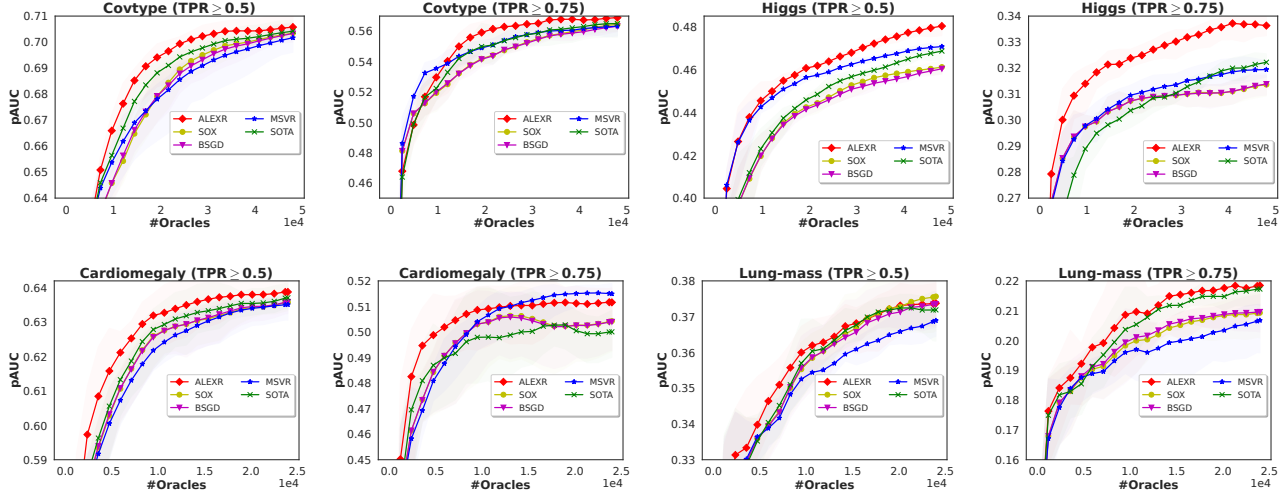 Covtype (TPR ≥ 0.5)
pAUC
0.71
0.70
0.69
0.68
0.67
0.66
0.65
0.64
ALEXR
SOX
BSGD
MSVR
SOTA
0 1 2 3 4 5
#Oracles
1e4
Covtype (TPR ≥ 0.75)
pAUC
0.56
0.54
0.52
0.50
0.48
0.46
ALEXR
SOX
BSGD
MSVR
SOTA
0 1 2 3 4 5
#Oracles
1e4
Higgs (TPR ≥ 0.5)
pAUC
0.48
0.46
0.44
0.42
0.40
ALEXR
SOX
BSGD
MSVR
SOTA
0 1 2 3 4 5
#Oracles
1e4
Higgs (TPR ≥ 0.75)
pAUC
0.34
0.33
0.32
0.31
0.30
0.29
0.28
0.27
ALEXR
SOX
BSGD
MSVR
SOTA
0 1 2 3 4 5
#Oracles
1e4
Cardiomegaly (TPR ≥ 0.5)
pAUC
0.64
0.63
0.62
0.61
0.60
0.59
ALEXR
SOX
BSGD
MSVR
SOTA
0.0 0.5 1.0 1.5 2.0 2.5
#Oracles
1e4
Cardiomegaly (TPR ≥ 0.75)
pAUC
0.52
0.51
0.50
0.49
0.48
0.47
0.46
0.45
ALEXR
SOX
BSGD
MSVR
SOTA
0.0 0.5 1.0 1.5 2.0 2.5
#Oracles
1e4
Lung-mass (TPR ≥ 0.5)
pAUC
0.38
0.37
0.36
0.35
0.34
0.33
ALEXR
SOX
BSGD
MSVR
SOTA
0.0 0.5 1.0 1.5 2.0 2.5
#Oracles
1e4
Lung-mass (TPR ≥ 0.75)
pAUC
0.22
0.21
0.20
0.19
0.18
0.17
0.16
ALEXR
SOX
BSGD
MSVR
SOTA
0.0 0.5 1.0 1.5 2.0 2.5
#Oracles
1e4